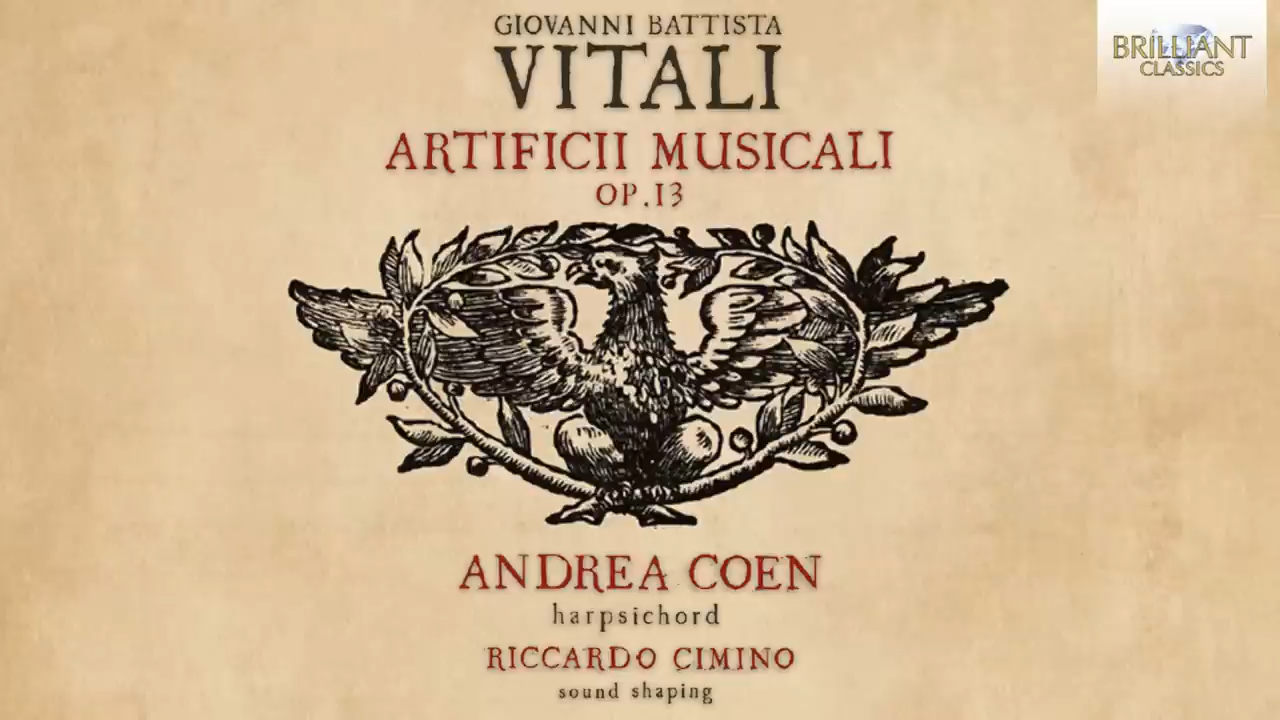 GIOVANNI BATTISTA
VITALI
ARTIFICII MUSICALI
OP.13
BRILLIANT
CLASSICS
ANDREA COEN
harpsichord
RICCARDO CIMINO
sound shaping